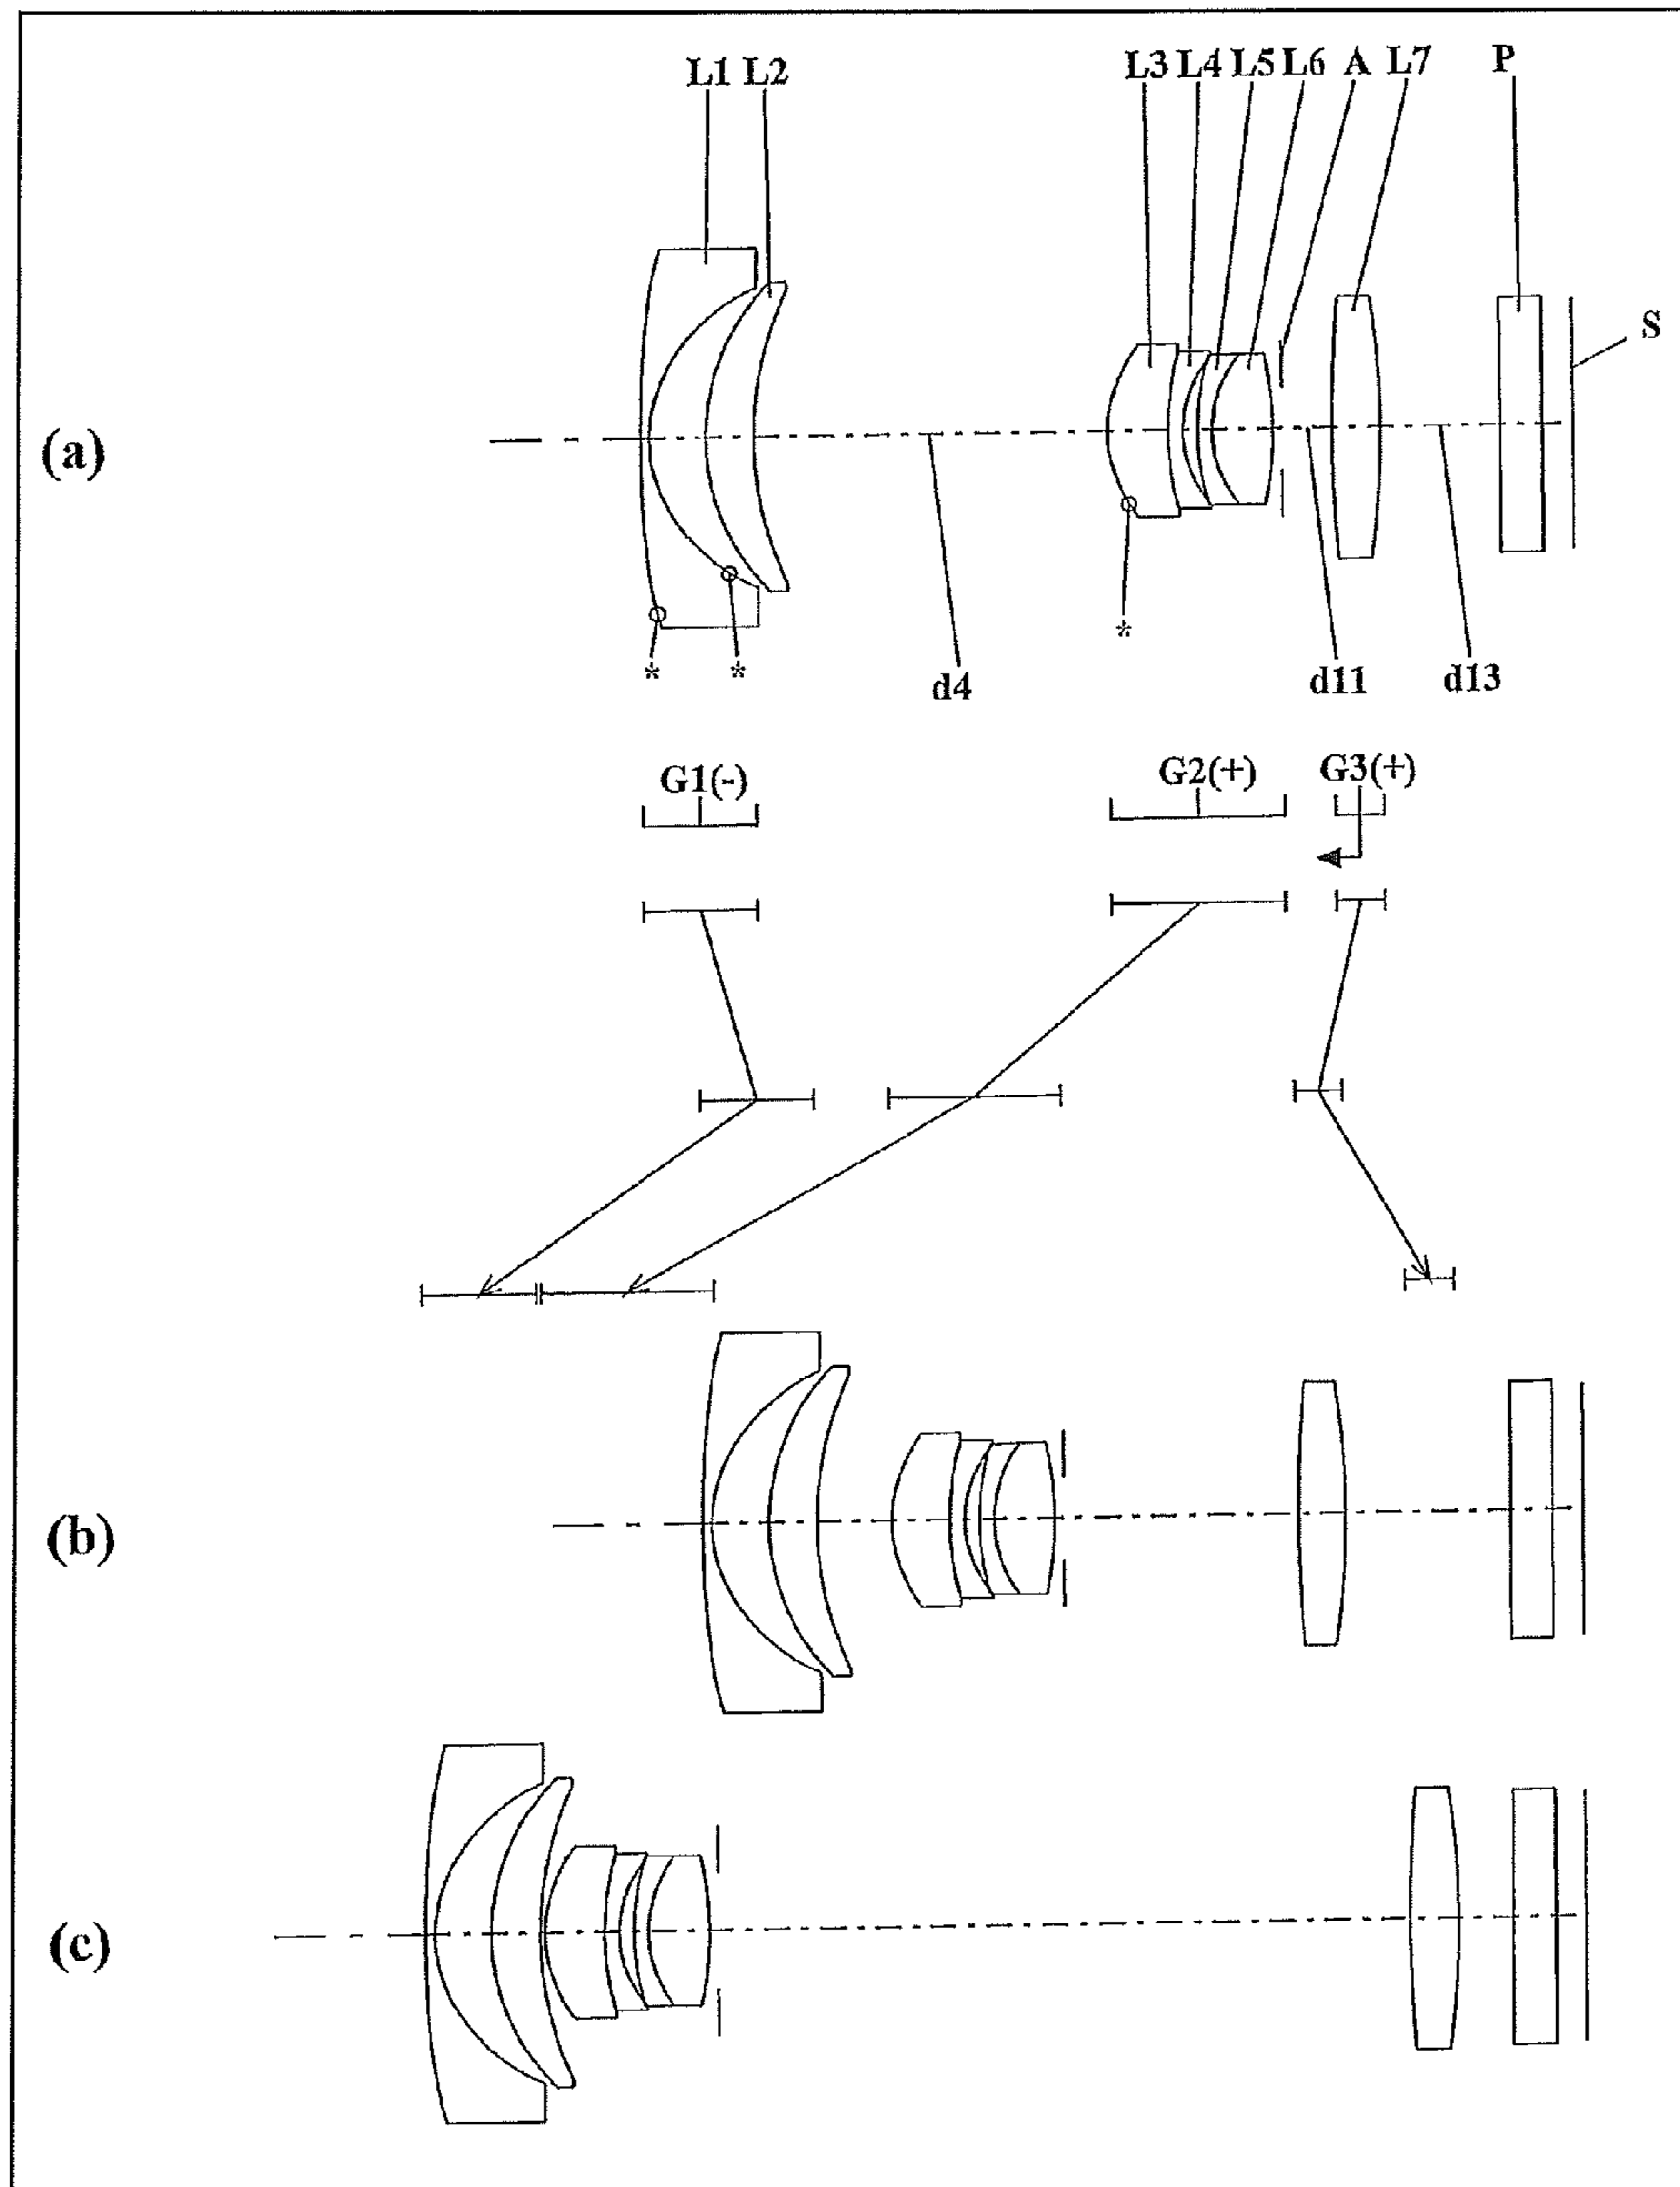 L1 L2 L3 L4 L5 L6 A L7 P
S
(a)
* * *
d4 d11 d13
G1(-) G2(+) G3(+)
(b)
(c)